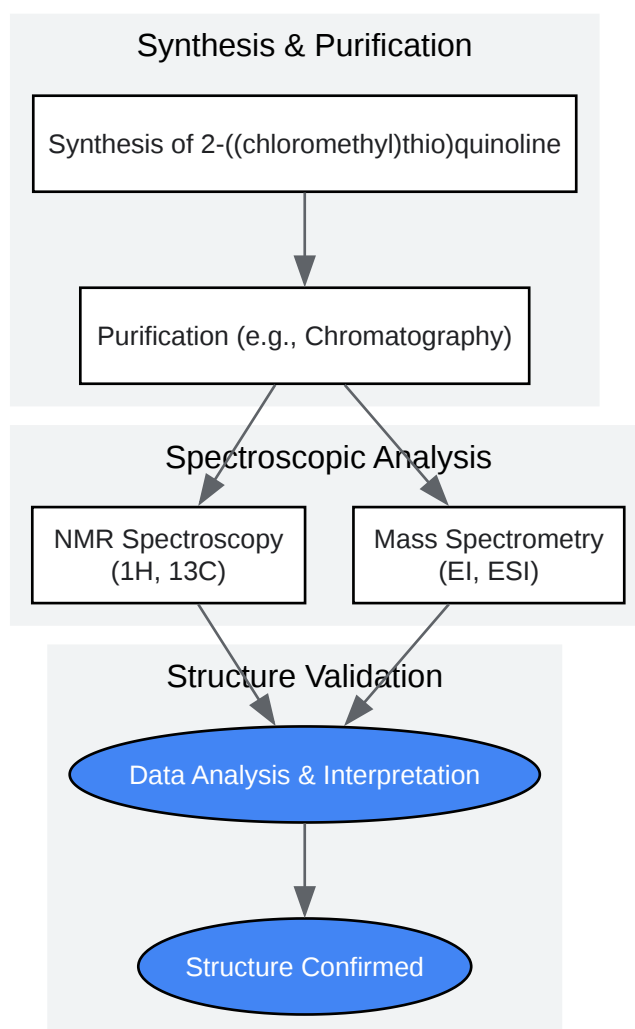 Synthesis & Purification
Synthesis of 2-((chloromethyl)thio)quinoline
Purification (e.g., Chromatography)
Spectroscopic Analysis
NMR Spectroscopy
(1H, 13C)
Mass Spectrometry
(EI, ESI)
Structure Validation
Data Analysis & Interpretation
Structure Confirmed